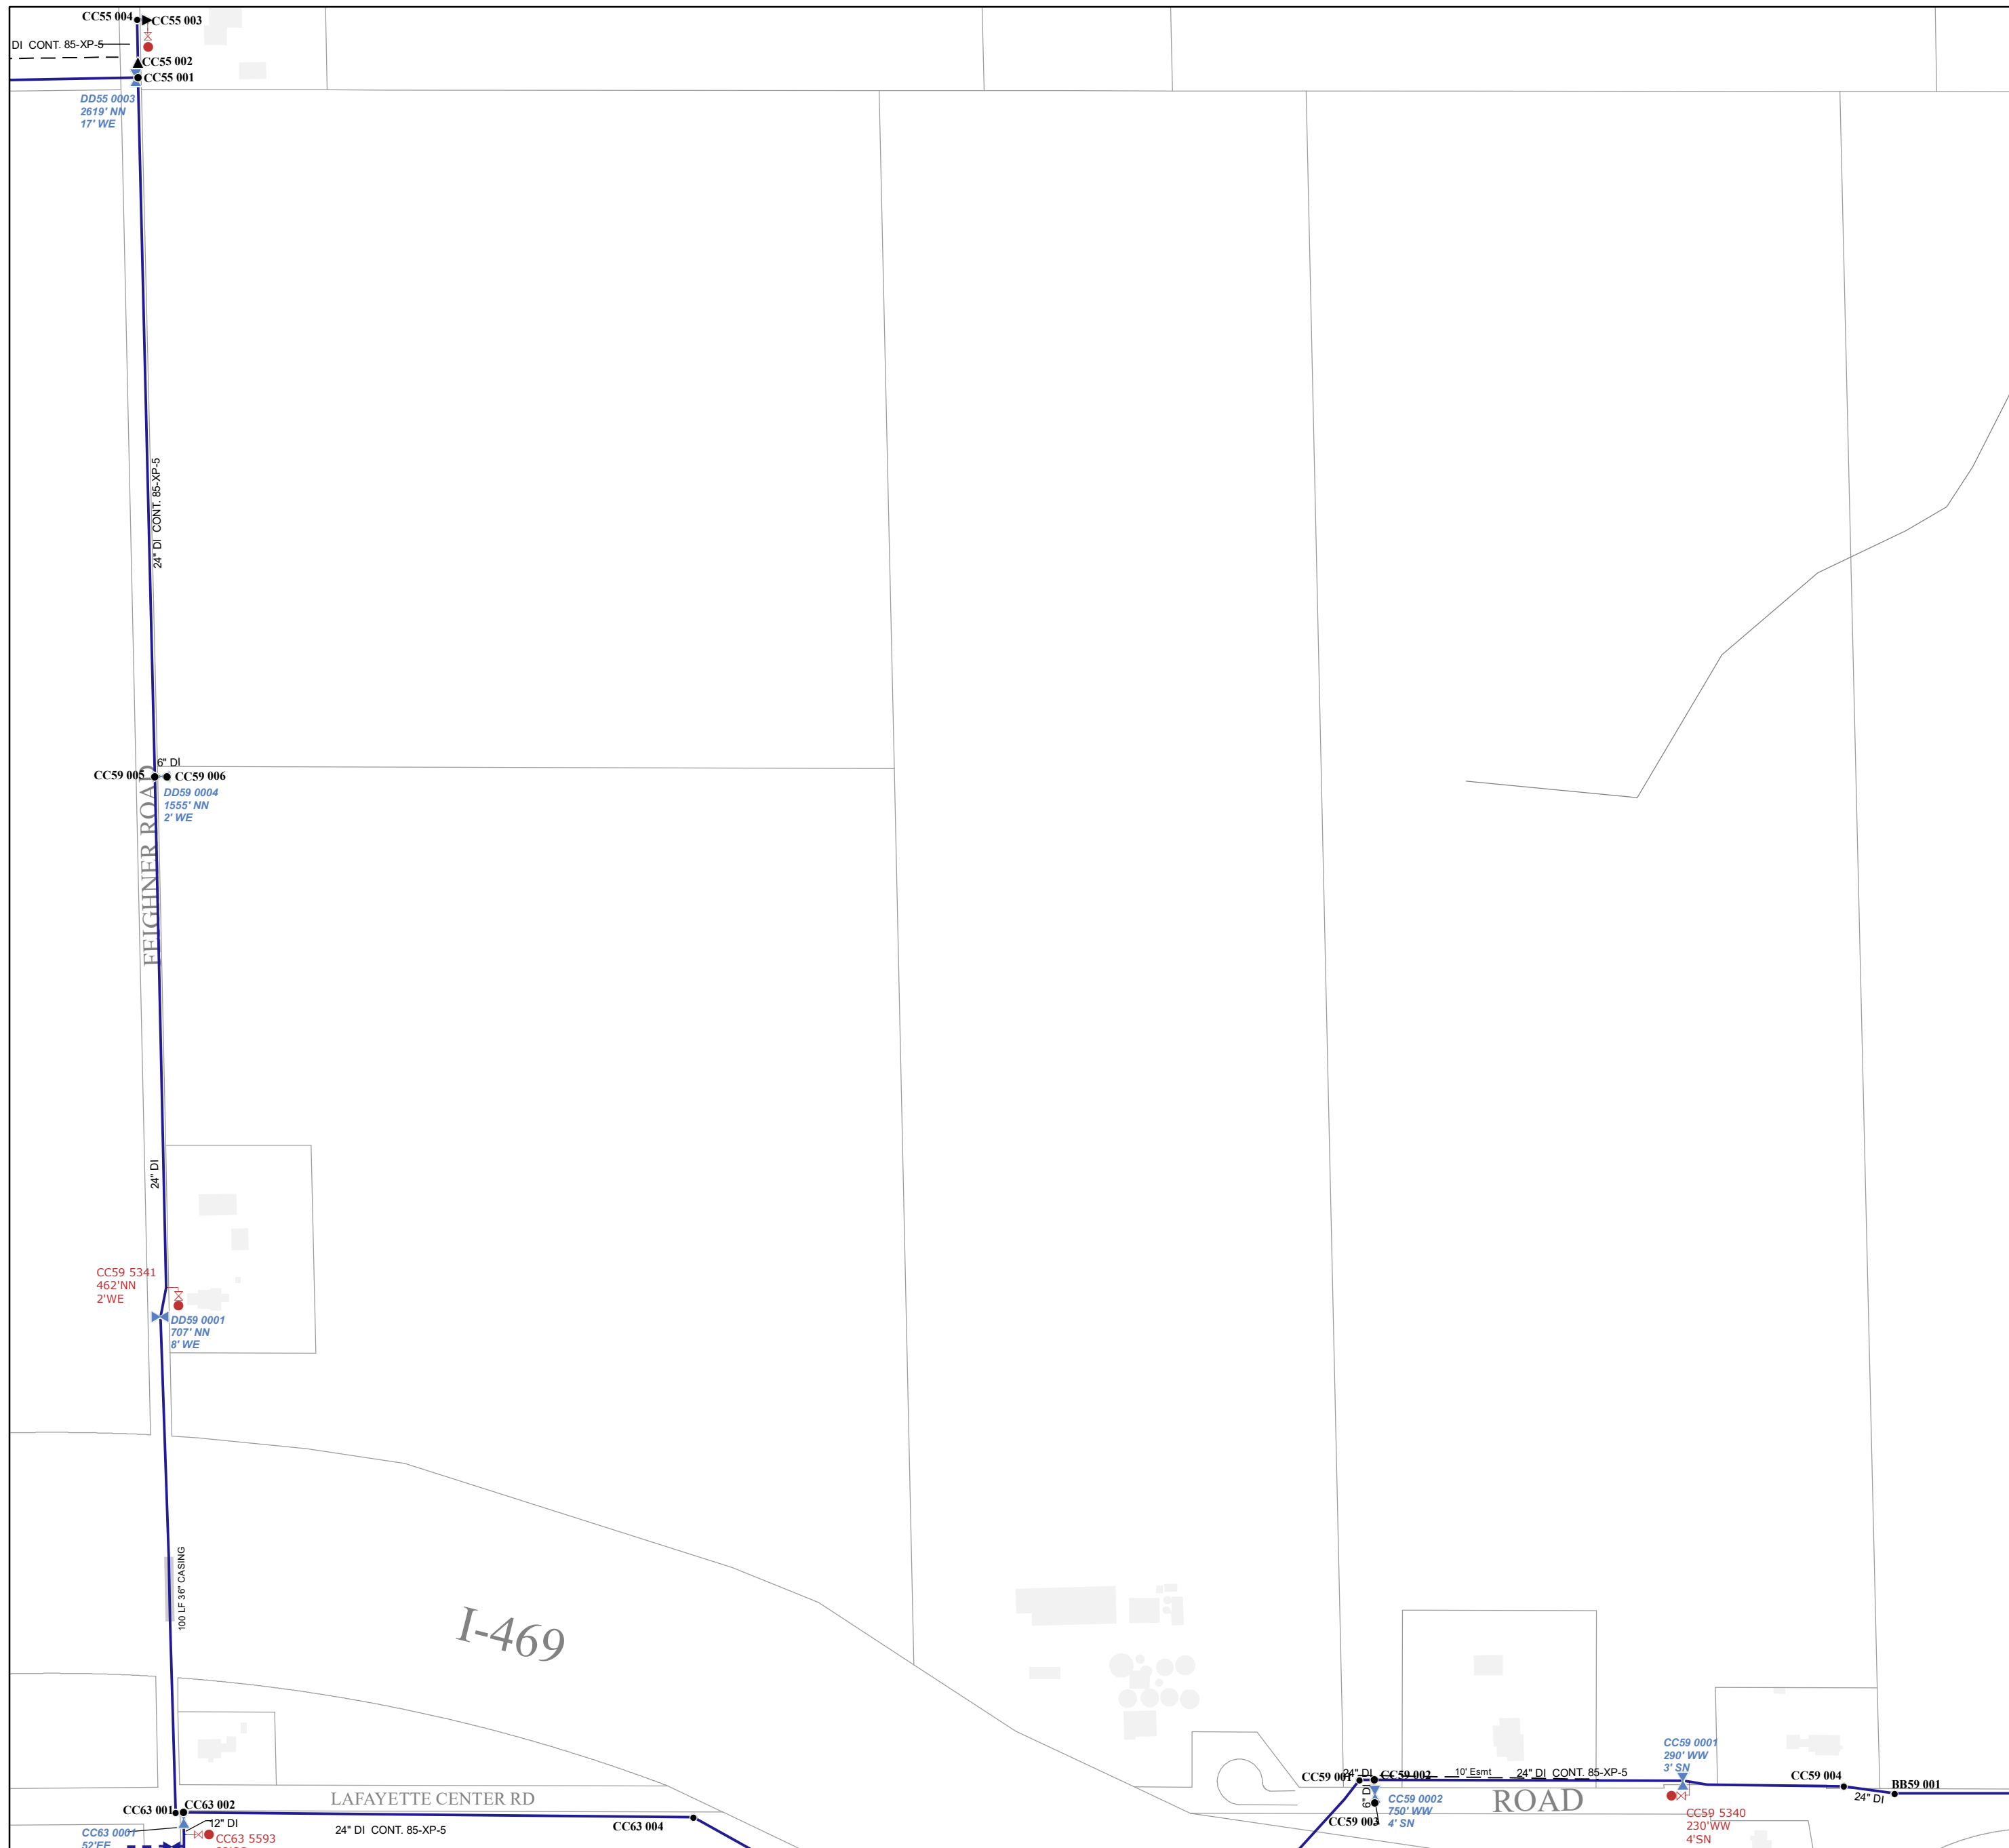 CC55 004
CC55 003
DI CONT. 85-XP-5
CC55 002
CC55 001
DD55 0003
2619' NN
17' WE
24" DI CONT. 85-XP-5
6" DI
CC59 005
CC59 006
DD59 0004
1555' NN
2' WE
FEIGHNER ROAD
24" DI
CC59 5341
462'NN
2'WE
DD59 0001
707' NN
8' WE
100 LF 36" CASING
I-469
LAFAYETTE CENTER RD
CC63 001
CC63 002
12" DI
CC63 0001
52'EE
CC63 5593
24" DI CONT. 85-XP-5
CC63 004
CC59 001
24" DI
CC59 002
10' Esmt
24" DI CONT. 85-XP-5
6" DI
CC59 003
CC59 0002
750' WW
4' SN
ROAD
CC59 0001
290' WW
3' SN
CC59 5340
230'WW
4'SN
CC59 004
24" DI
BB59 001